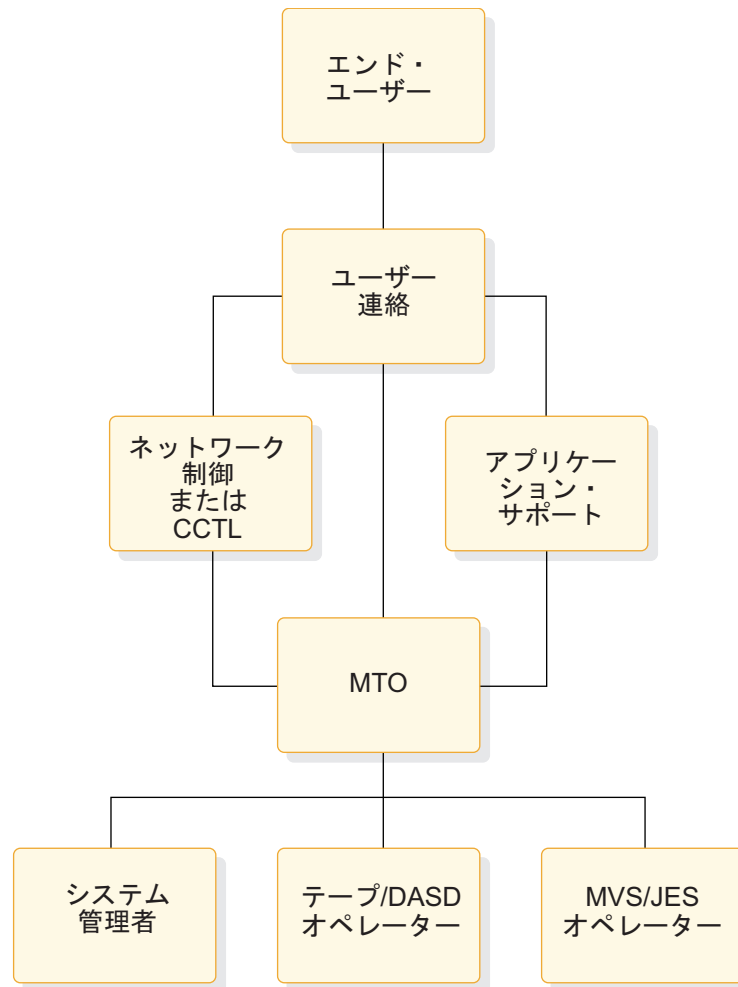 エンド・
ユーザー
ユーザー
連絡
ネットワーク
制御
または
CCTL
アプリケー
ション・
サポート
MTO
システム
管理者
テープ/DASD
オペレーター
MVS/JES
オペレーター